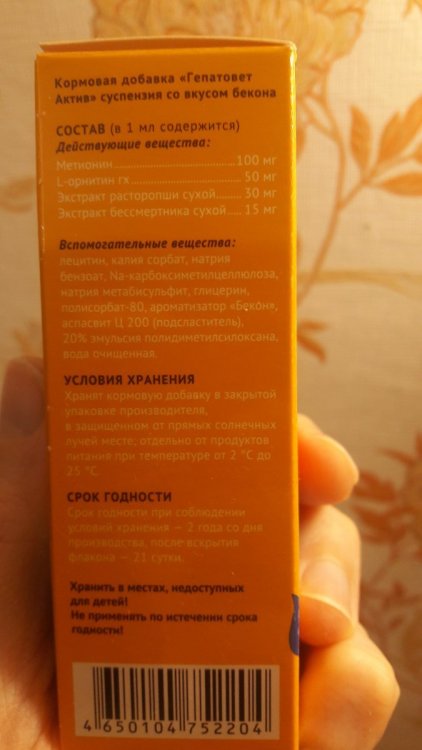 Кормовая добавка «Гепатовет
Актив» суспензия со вкусом бекона
СОСТАВ (в 1 мл содержится)
Действующие вещества:
Метионин.....................100 мг
L-орнитин гх.....................50 мг
Экстракт расторопши сухой.......30 мг
Экстракт бессмертника сухой.....15 мг
Вспомогательные вещества:
лецитин, калия сорбат, натрия
бензоат, Na-карбоксиметилцеллюлоза,
натрия метабисульфит, глицерин,
полисорбат-80, ароматизатор «Бекон»,
аспасвит Ц 200 (подсластитель),
20% эмульсия полидиметилсилоксана,
вода очищенная.
УСЛОВИЯ ХРАНЕНИЯ
Хранят кормовую добавку в закрытой
упаковке производителя,
в защищенном от прямых солнечных
лучей месте, отдельно от продуктов
питания при температуре от 2 °С до
25 °С.
СРОК ГОДНОСТИ
Срок годности при соблюдении
условий хранения — 2 года со дня
производства, после вскрытия
флакона — 21 сутки.
Хранить в местах, недоступных
для детей!
Не применять по истечении срока
годности!
4 650104 752204